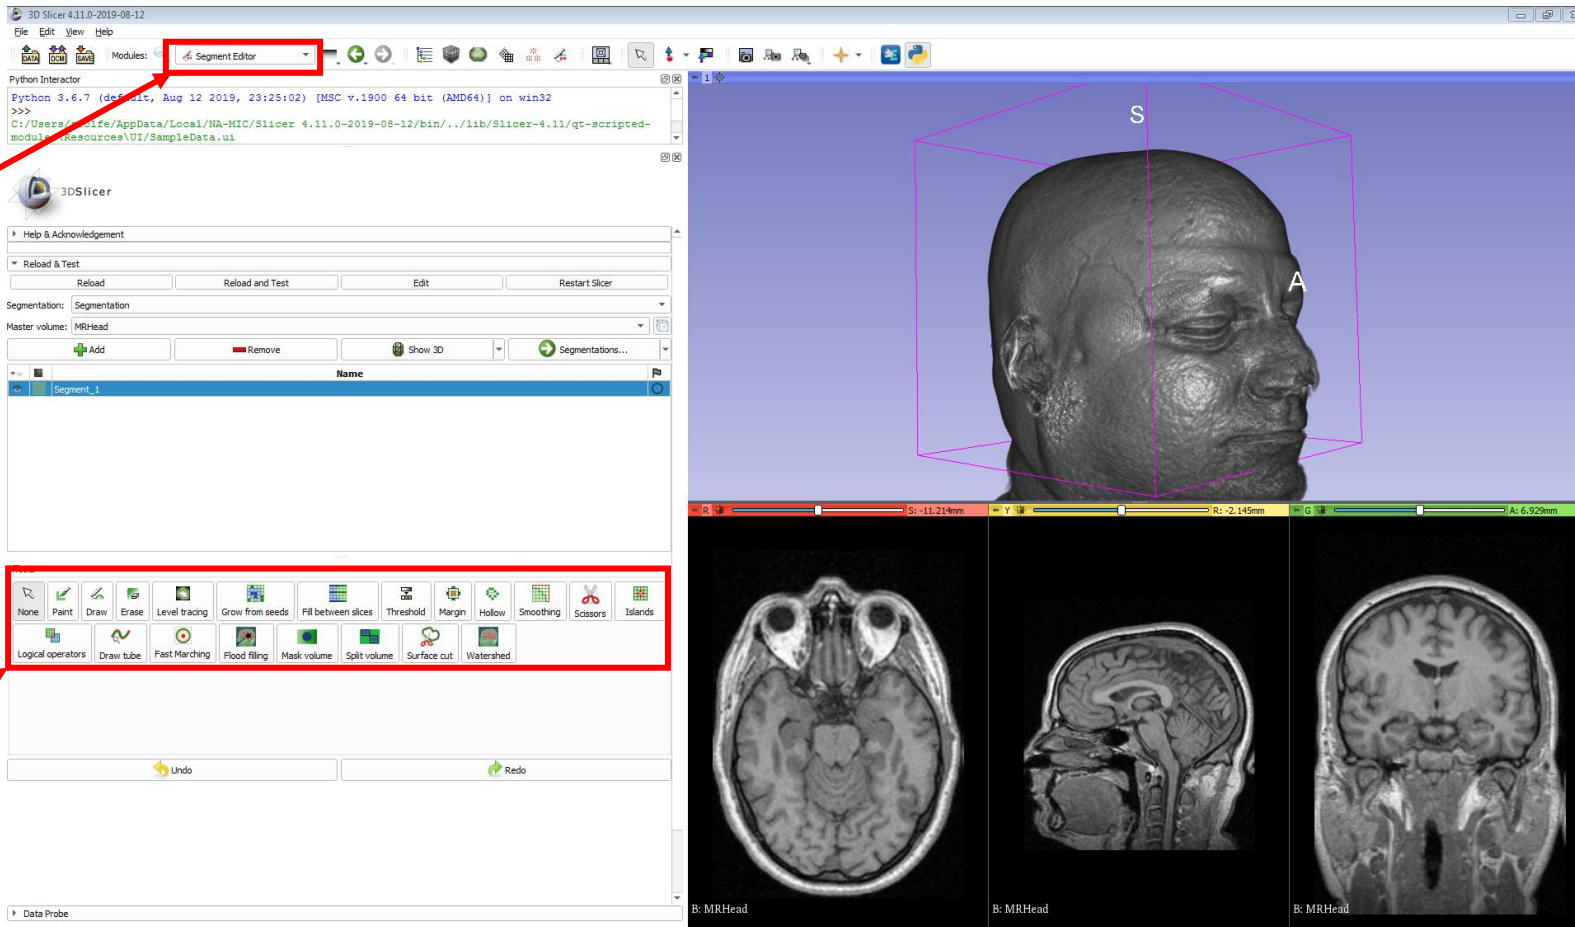 3D Slicer 4.11.0-2019-08-12
File Edit View Help
DATA DCM SAVE Modules: Segment Editor
Python Interactor
Python 3.6.7 (default, Aug 12 2019, 23:25:02) [MSC v.1900 64 bit (AMD64)] on win32
>>>
C:/Users/ /AppData/Local/NA-MIC/Slicer 4.11.0-2019-08-12/bin/../lib/Slicer-4.11/qt-scripted-
modules\Resources\UI/SampleData.ui
3DSlicer
Help & Acknowledgement
Reload & Test
Reload Reload and Test Edit Restart Slicer
Segmentation: Segmentation
Master volume: MRHead
Add Remove Show 3D Segmentations...
Name
Segment_1
None Paint Draw Erase Level tracing Grow from seeds Fill between slices Threshold Margin Hollow Smoothing Scissors Islands
Logical operators Draw tube Fast Marching Flood filling Mask volume Split volume Surface cut Watershed
Undo Redo
Data Probe
1
S
A
R S: -11.214mm Y R: -2.145mm G A: 6.929mm
B: MRHead B: MRHead B: MRHead